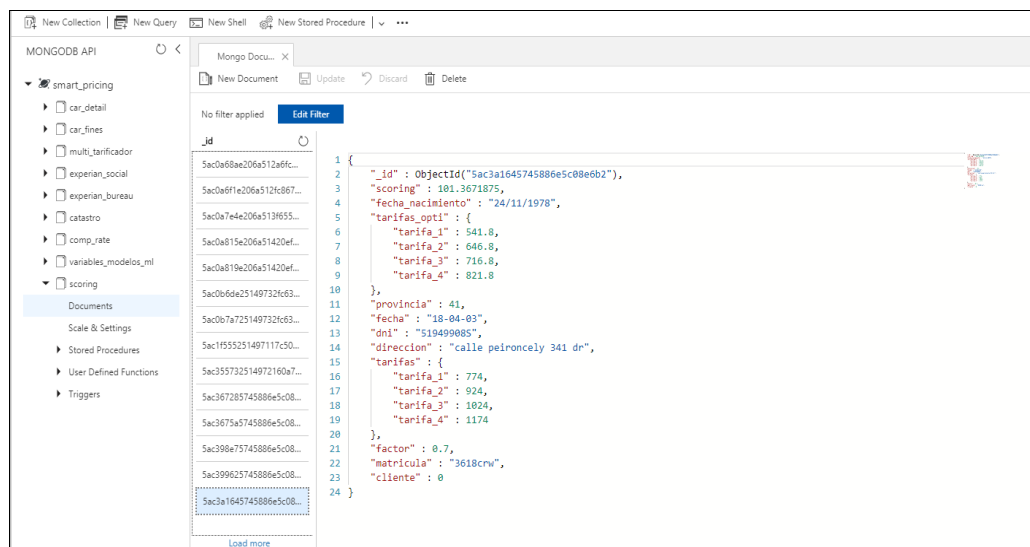 New Collection New Query New Shell New Stored Procedure
MONGODB API
smart_pricing
car_detail
car_fines
multi_tarificador
experian_social
experian_bureau
catastro
comp_rate
variables_modelos_ml
scoring
Documents
Scale & Settings
Stored Procedures
User Defined Functions
Triggers
Mongo Docu...
New Document Update Discard Delete
No filter applied Edit Filter
_id
5ac0a68ae206a512a6fc...
5ac0a6f1e206a512fc867...
5ac0a7e4e206a513f655...
5ac0a815e206a51420ef...
5ac0a819e206a51420ef...
5ac0b6de25149732fc63...
5ac0b7a725149732fc63...
5ac1f555251497117c50...
5ac355732514972160a7...
5ac367285745886e5c08...
5ac3675a5745886e5c08...
5ac398e75745886e5c08...
5ac399625745886e5c08...
5ac3a1645745886e5c08...
Load more
1 {
2 "_id" : ObjectId("5ac3a1645745886e5c08e6b2"),
3 "scoring" : 101.3671875,
4 "fecha_nacimiento" : "24/11/1978",
5 "tarifas_opti" : {
6 "tarifa_1" : 541.8,
7 "tarifa_2" : 646.8,
8 "tarifa_3" : 716.8,
9 "tarifa_4" : 821.8
10 },
11 "provincia" : 41,
12 "fecha" : "18-04-03",
13 "dni" : "51949908S",
14 "direccion" : "calle peironcely 341 dr",
15 "tarifas" : {
16 "tarifa_1" : 774,
17 "tarifa_2" : 924,
18 "tarifa_3" : 1024,
19 "tarifa_4" : 1174
20 },
21 "factor" : 0.7,
22 "matricula" : "3618crw",
23 "cliente" : 0
24 }